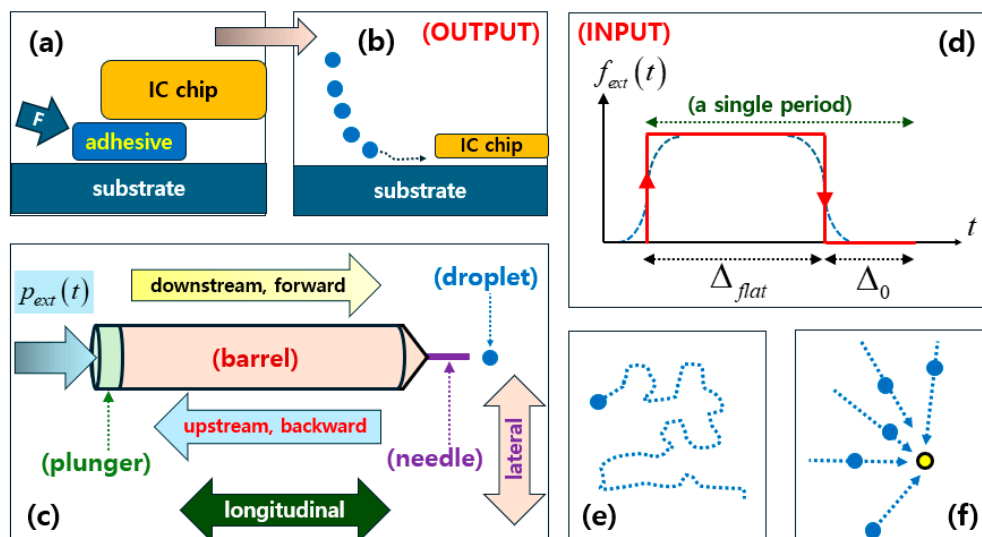 (a)
F
IC chip
adhesive
substrate
(b)
(OUTPUT)
IC chip
substrate
(INPUT)
(d)
f_ext(t)
(a single period)
t
Δ_flat
Δ_0
p_ext(t)
downstream, forward
(droplet)
(barrel)
upstream, backward
(plunger)
(needle)
lateral
longitudinal
(c)
(e)
(f)